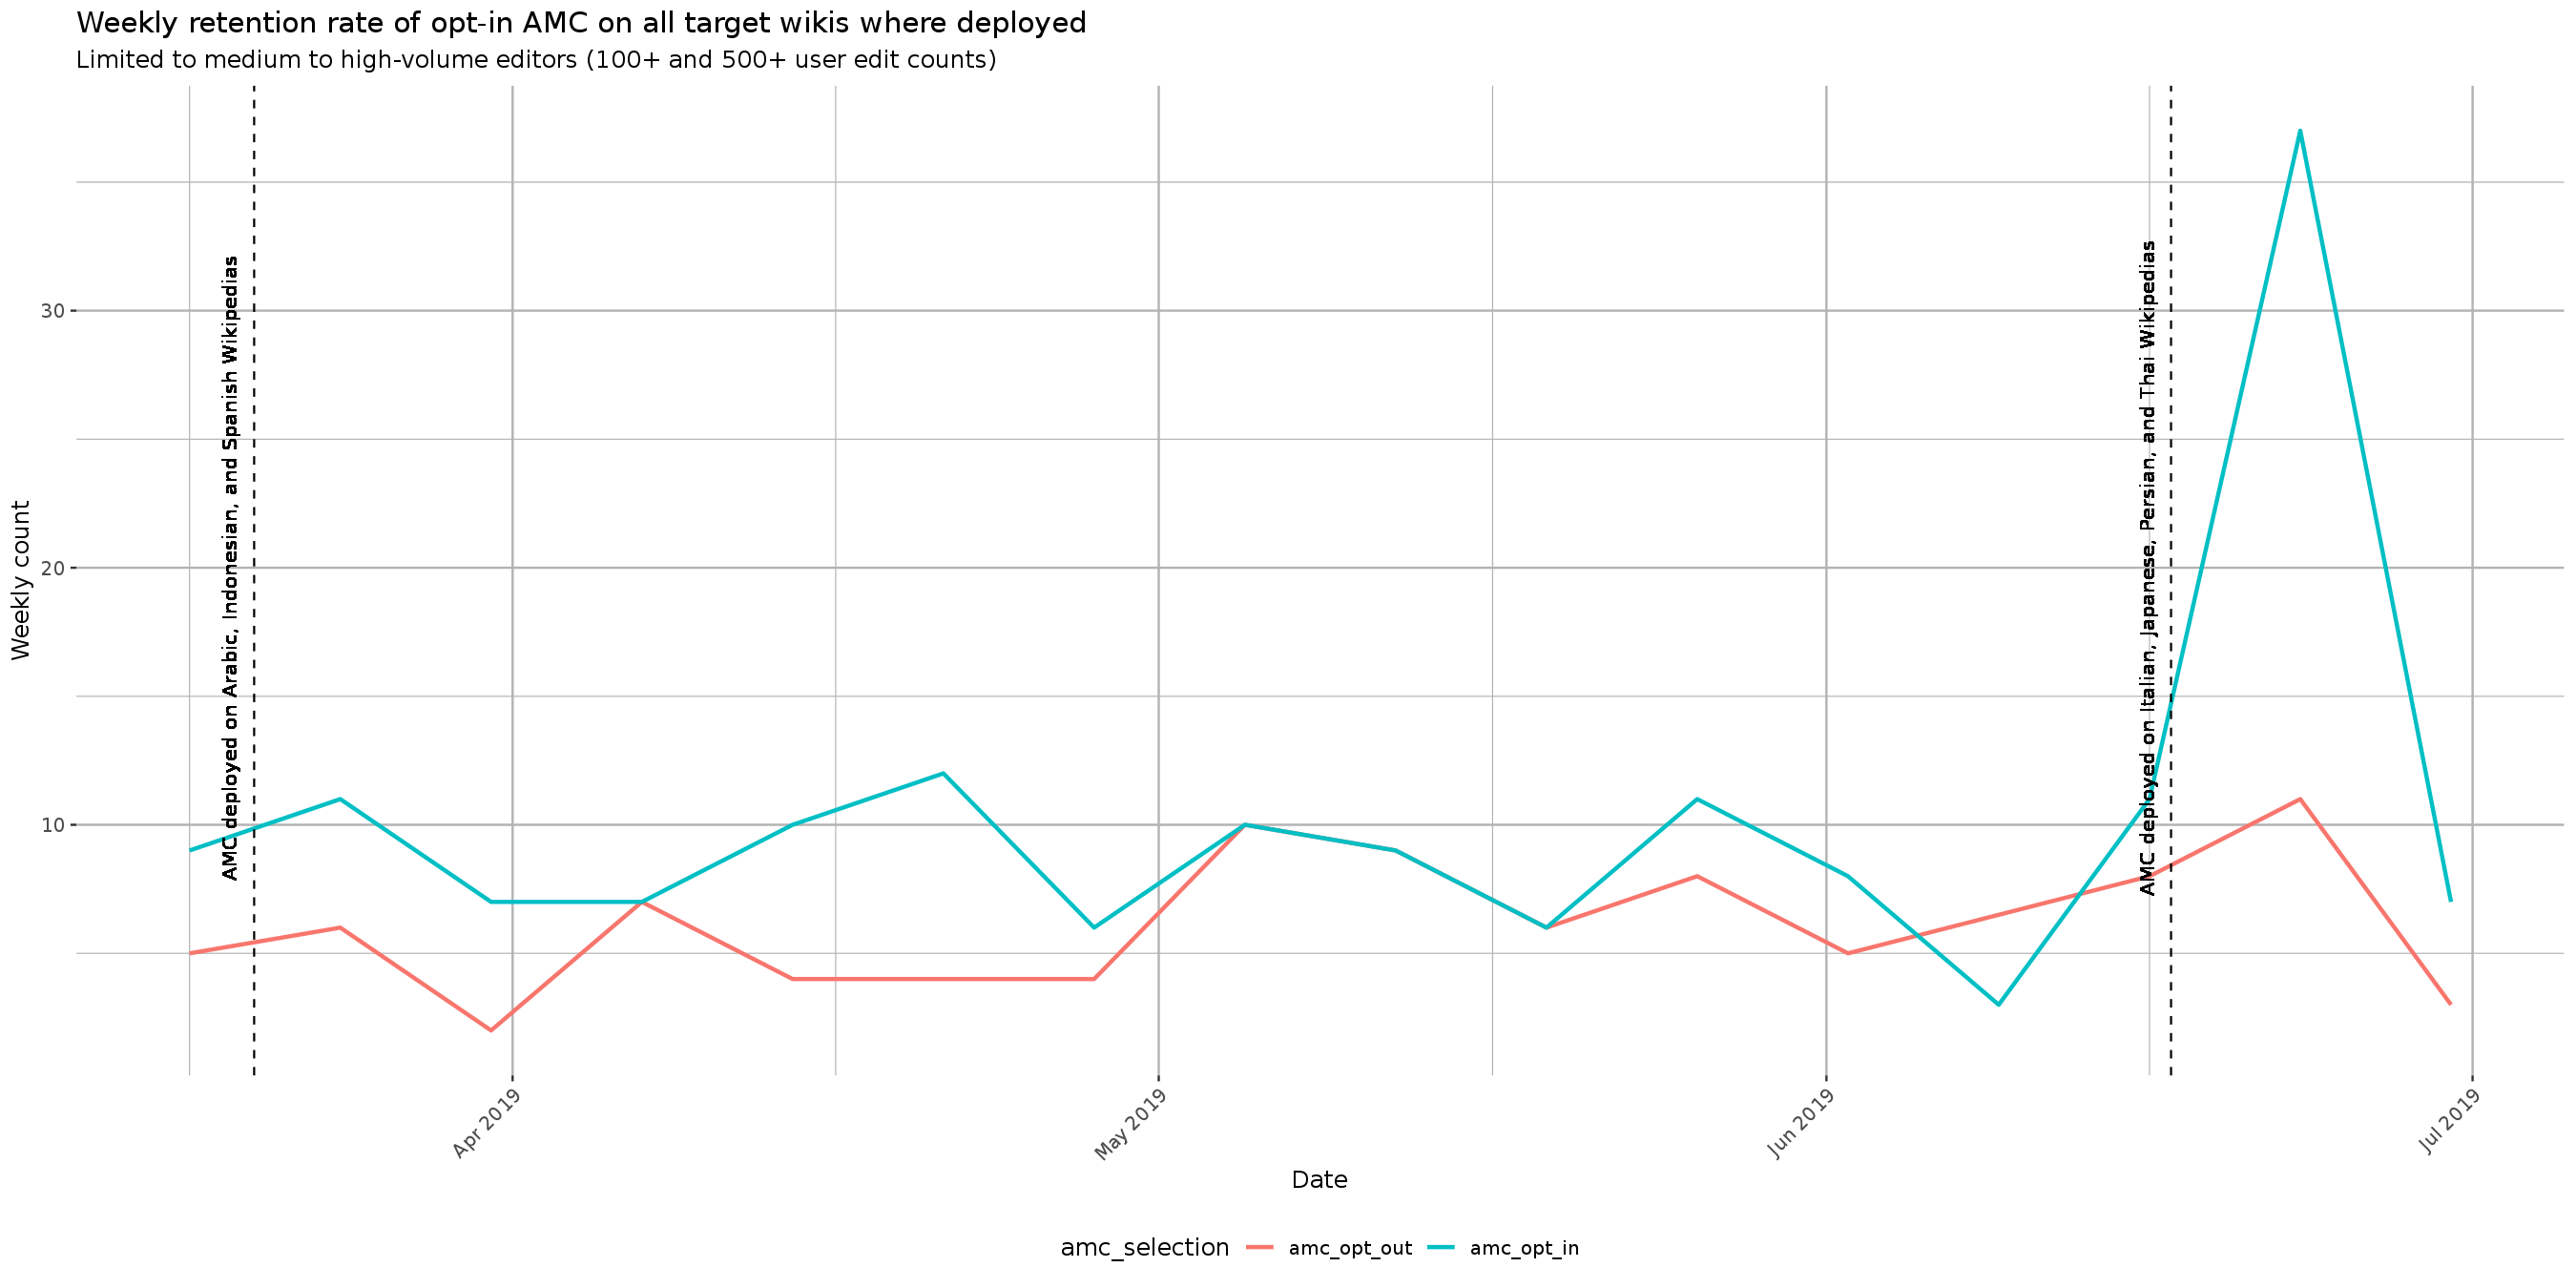 Weekly retention rate of opt-in AMC on all target wikis where deployed
Limited to medium to high-volume editors (100+ and 500+ user edit counts)
Weekly count
30
20
10
AMC deployed on Arabic, Indonesian, and Spanish Wikipedias
AMC deployed on Italian, Japanese, Persian, and Thai Wikipedias
Apr 2019
May 2019
Jun 2019
Jul 2019
Date
amc_selection amc_opt_out amc_opt_in